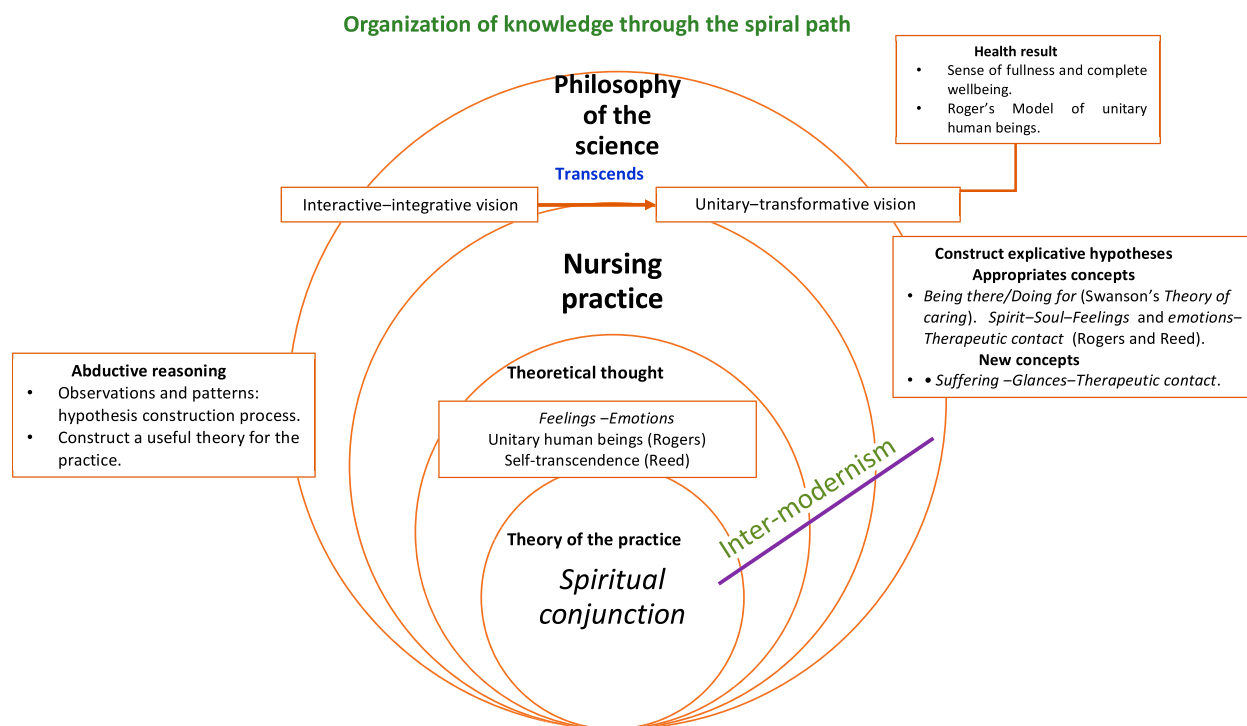 Organization of knowledge through the spiral path
Health result
• Sense of fullness and complete
wellbeing.
• Roger’s Model of unitary
human beings.
Philosophy
of the
science
Transcends
Interactive–integrative vision
Unitary–transformative vision
Construct explicative hypotheses
Appropriates concepts
• Being there/Doing for (Swanson’s Theory of
caring). Spirit–Soul–Feelings and emotions–
Therapeutic contact (Rogers and Reed).
New concepts
• • Suffering –Glances–Therapeutic contact.
Nursing
practice
Abductive reasoning
• Observations and patterns:
hypothesis construction process.
• Construct a useful theory for the
practice.
Theoretical thought
Feelings –Emotions
Unitary human beings (Rogers)
Self-transcendence (Reed)
Inter-modernism
Theory of the practice
Spiritual
conjunction